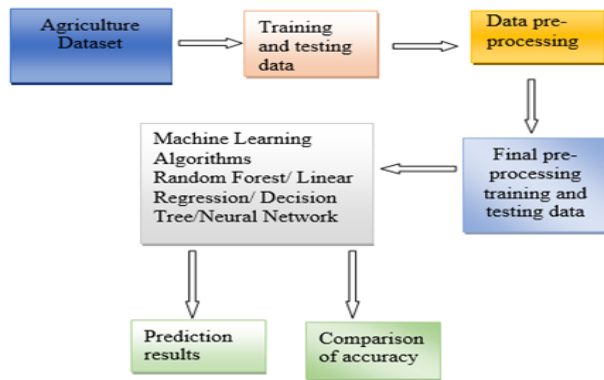 Agriculture
Dataset
Training
and testing
data
Data pre-
processing
Final pre-
processing
training and
testing data
Machine Learning
Algorithms
Random Forest/ Linear
Regression/ Decision
Tree/Neural Network
Prediction
results
Comparison
of accuracy